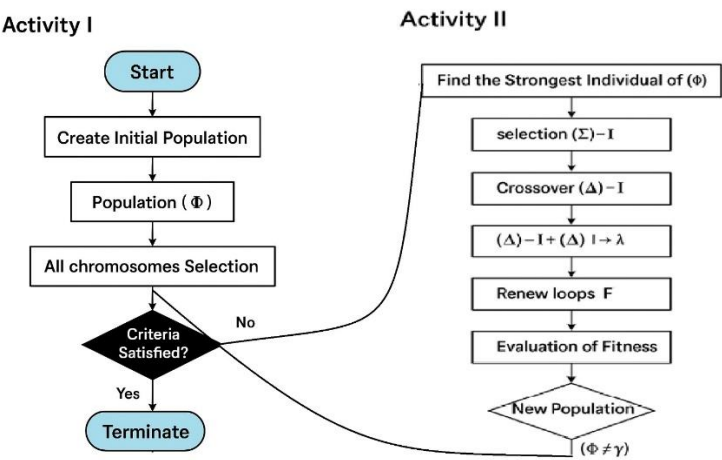 Activity I
Start
Create Initial Population
Population ( Φ )
All chromosomes Selection
Criteria
Satisfied?
No
Yes
Terminate
Activity II
Find the Strongest Individual of (Φ)
selection (Σ)–I
Crossover (Δ)–I
(Δ)–I + (Δ) I → λ
Renew loops F
Evaluation of Fitness
New Population
(Φ ≠ γ)